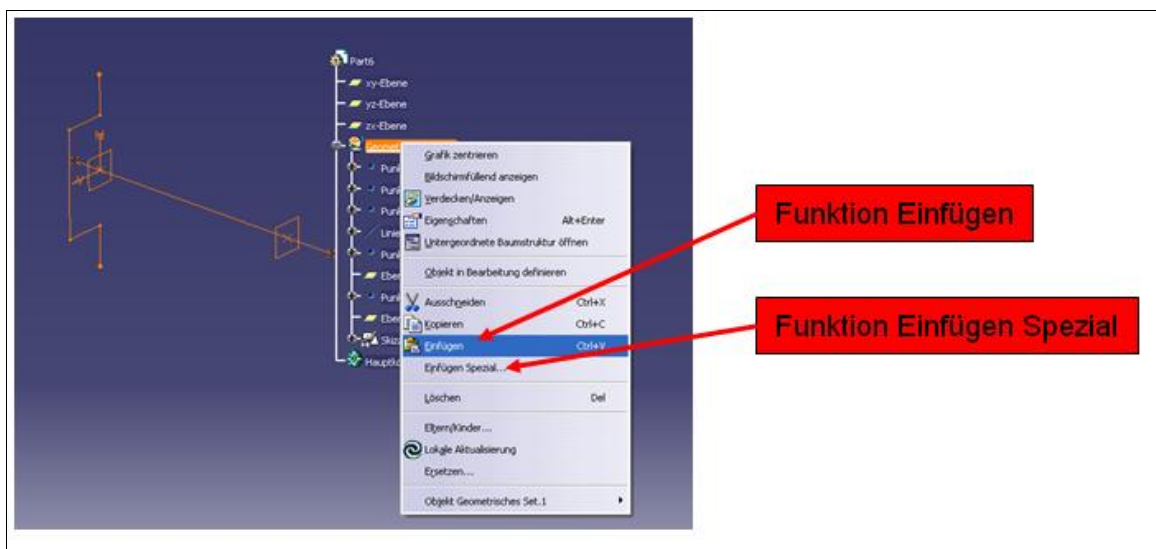 Part6
xy-Ebene
yz-Ebene
zx-Ebene
Grafik zentrieren
Bildschirmfüllend anzeigen
Verdecken/Anzeigen
Eigenschaften Alt+Enter
Untergeordnete Baumstruktur öffnen
Objekt in Bearbeitung definieren
Ausschneiden Ctrl+X
Kopieren Ctrl+C
Einfügen Ctrl+V
Einfügen Spezial...
Löschen Del
Eltern/Kinder...
Lokale Aktualisierung
Ersetzen...
Objekt Geometrisches Set.1
Funktion Einfügen
Funktion Einfügen Spezial